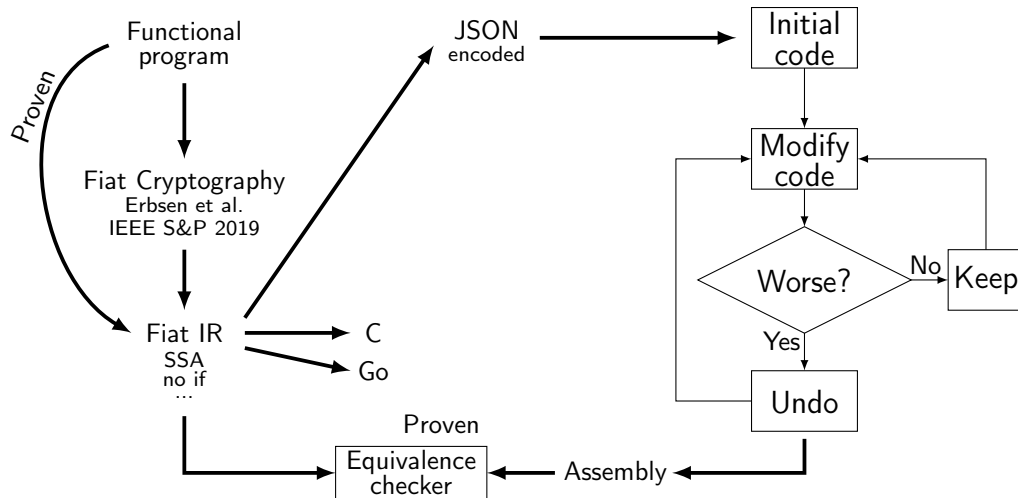 Functional
program
Proven
Fiat Cryptography
Erbsen et al.
IEEE S&P 2019
Fiat IR
SSA
no if
...
C
Go
JSON
encoded
Initial
code
Modify
code
Worse?
No
Keep
Yes
Undo
Proven
Equivalence
checker
Assembly